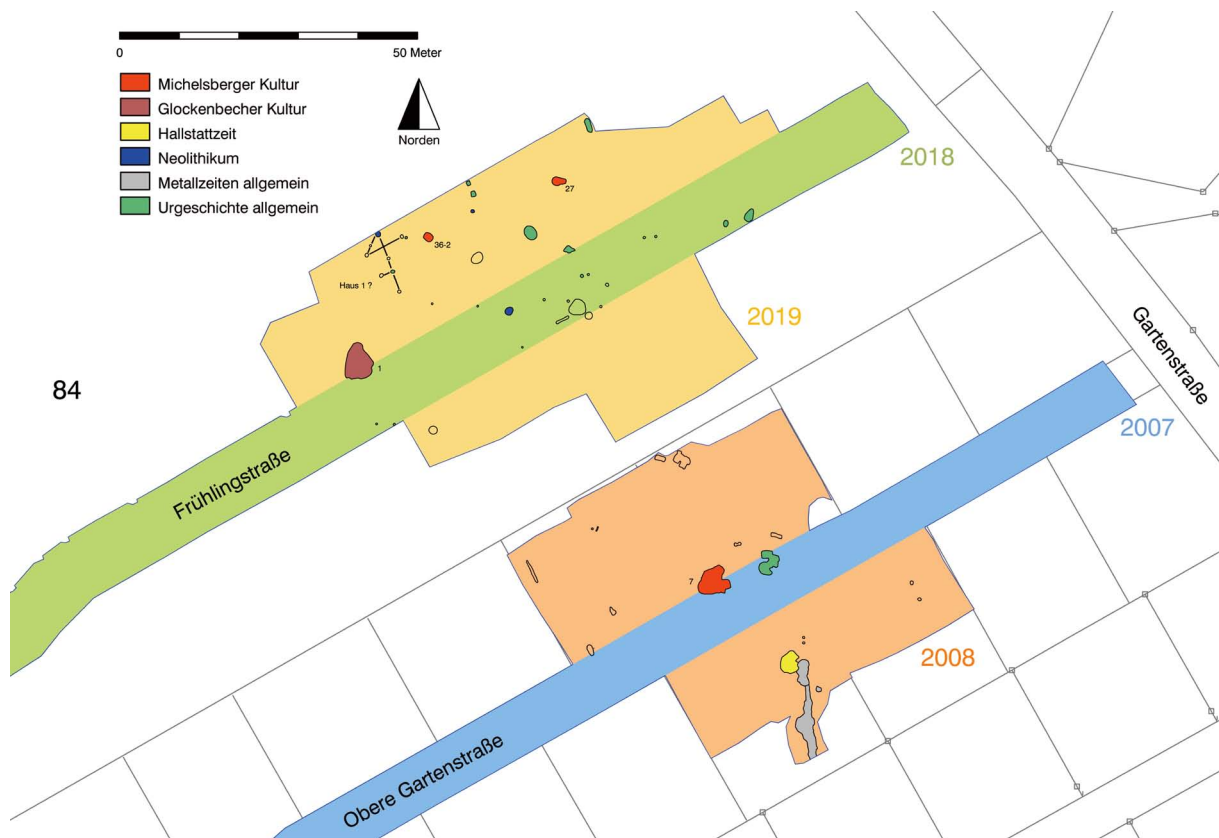 0 50 Meter
Michelsberger Kultur
Glockenbecher Kultur
Hallstattzeit
Neolithikum
Metallzeiten allgemein
Urgeschichte allgemein
Norden
2018
27
36-2
Haus 1 ?
2019
Gartenstraße
1
84
2007
Frühlingstraße
7
2008
Obere Gartenstraße